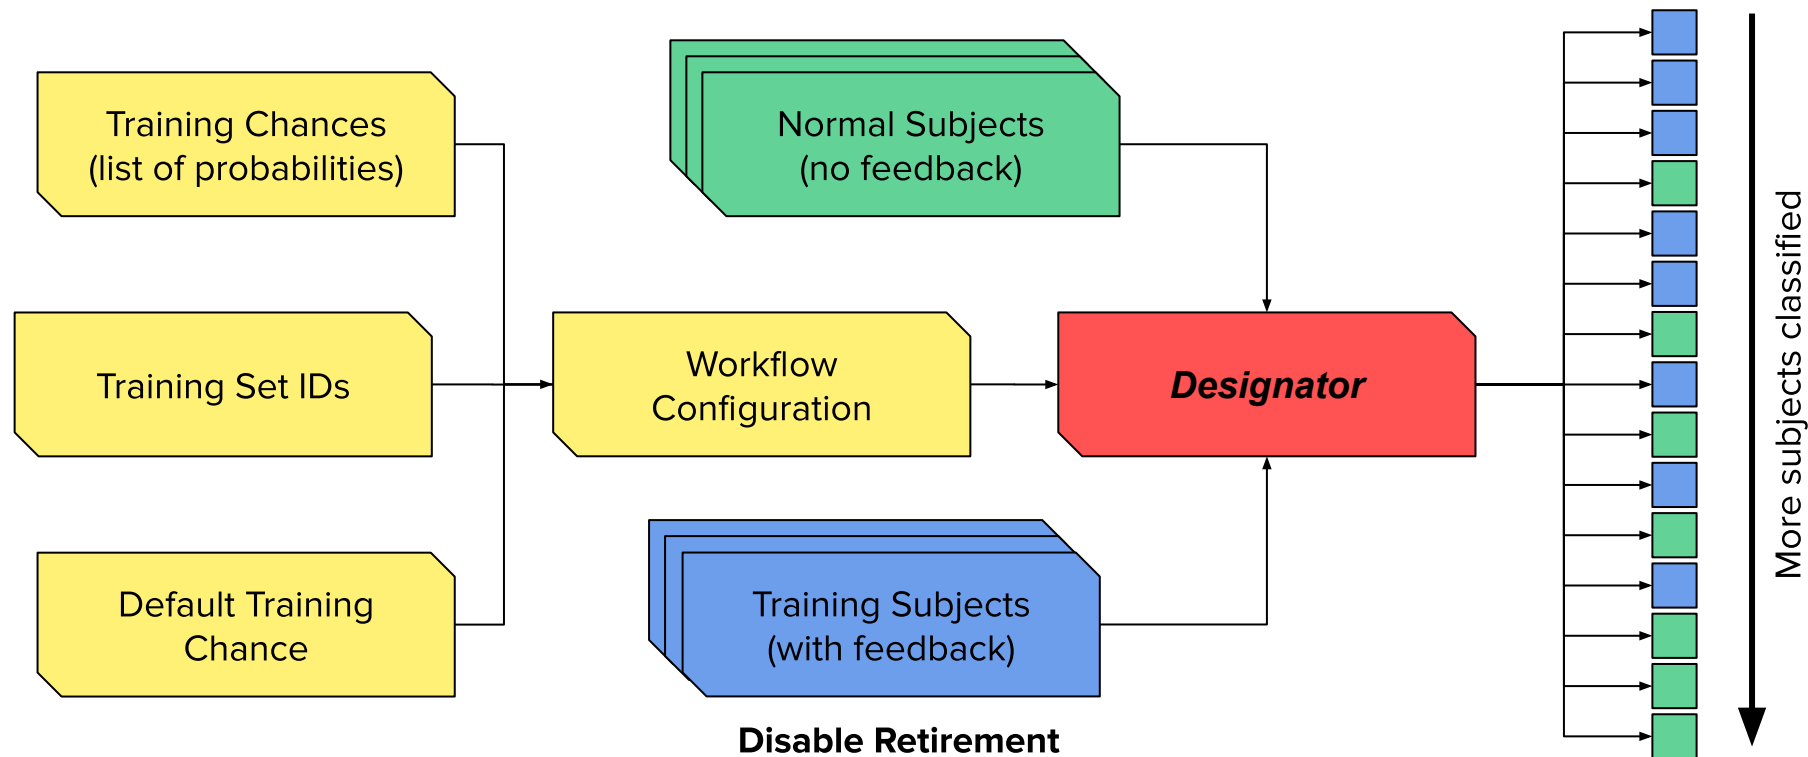 Training Chances
(list of probabilities)
Normal Subjects
(no feedback)
Training Set IDs
Workflow
Configuration
Designator
Default Training
Chance
Training Subjects
(with feedback)
Disable Retirement
More subjects classified